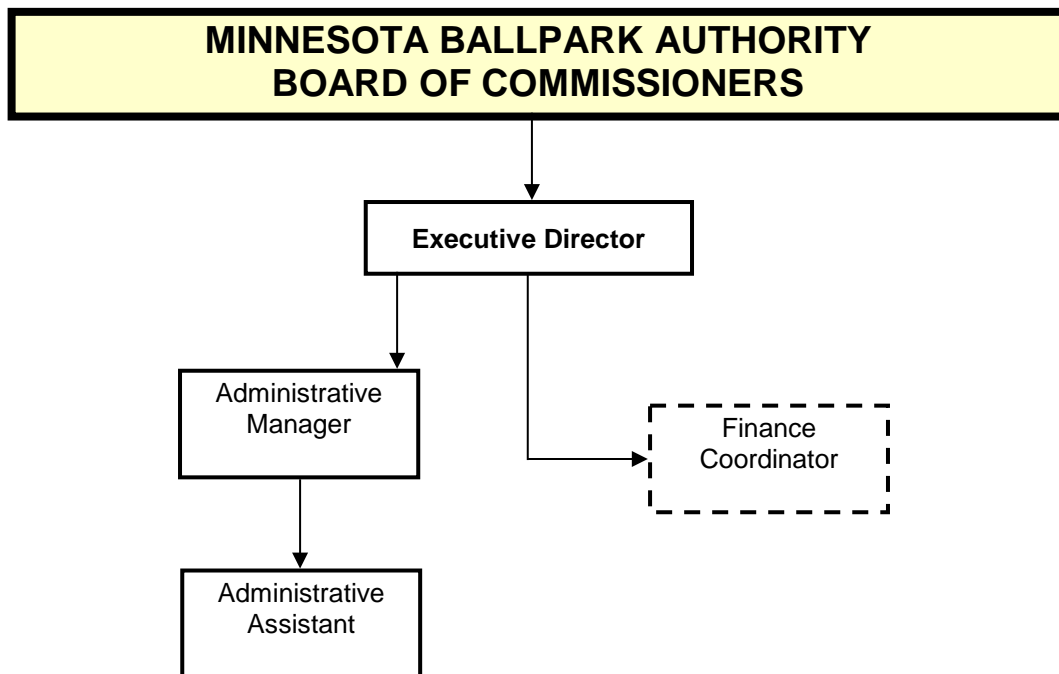 MINNESOTA BALLPARK AUTHORITY
BOARD OF COMMISSIONERS
Executive Director
Administrative
Manager
Finance
Coordinator
Administrative
Assistant